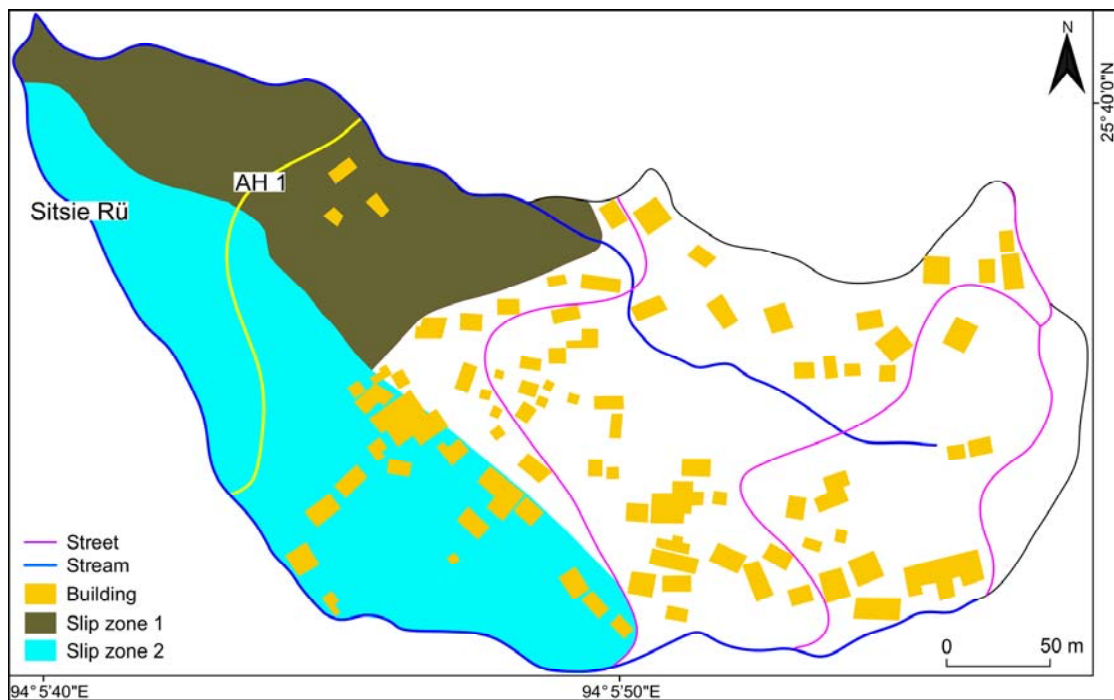 N
25°40'0"N
AH 1
Sitsie Rü
Street
Stream
Building
Slip zone 1
Slip zone 2
0 50 m
94°5'40"E 94°5'50"E